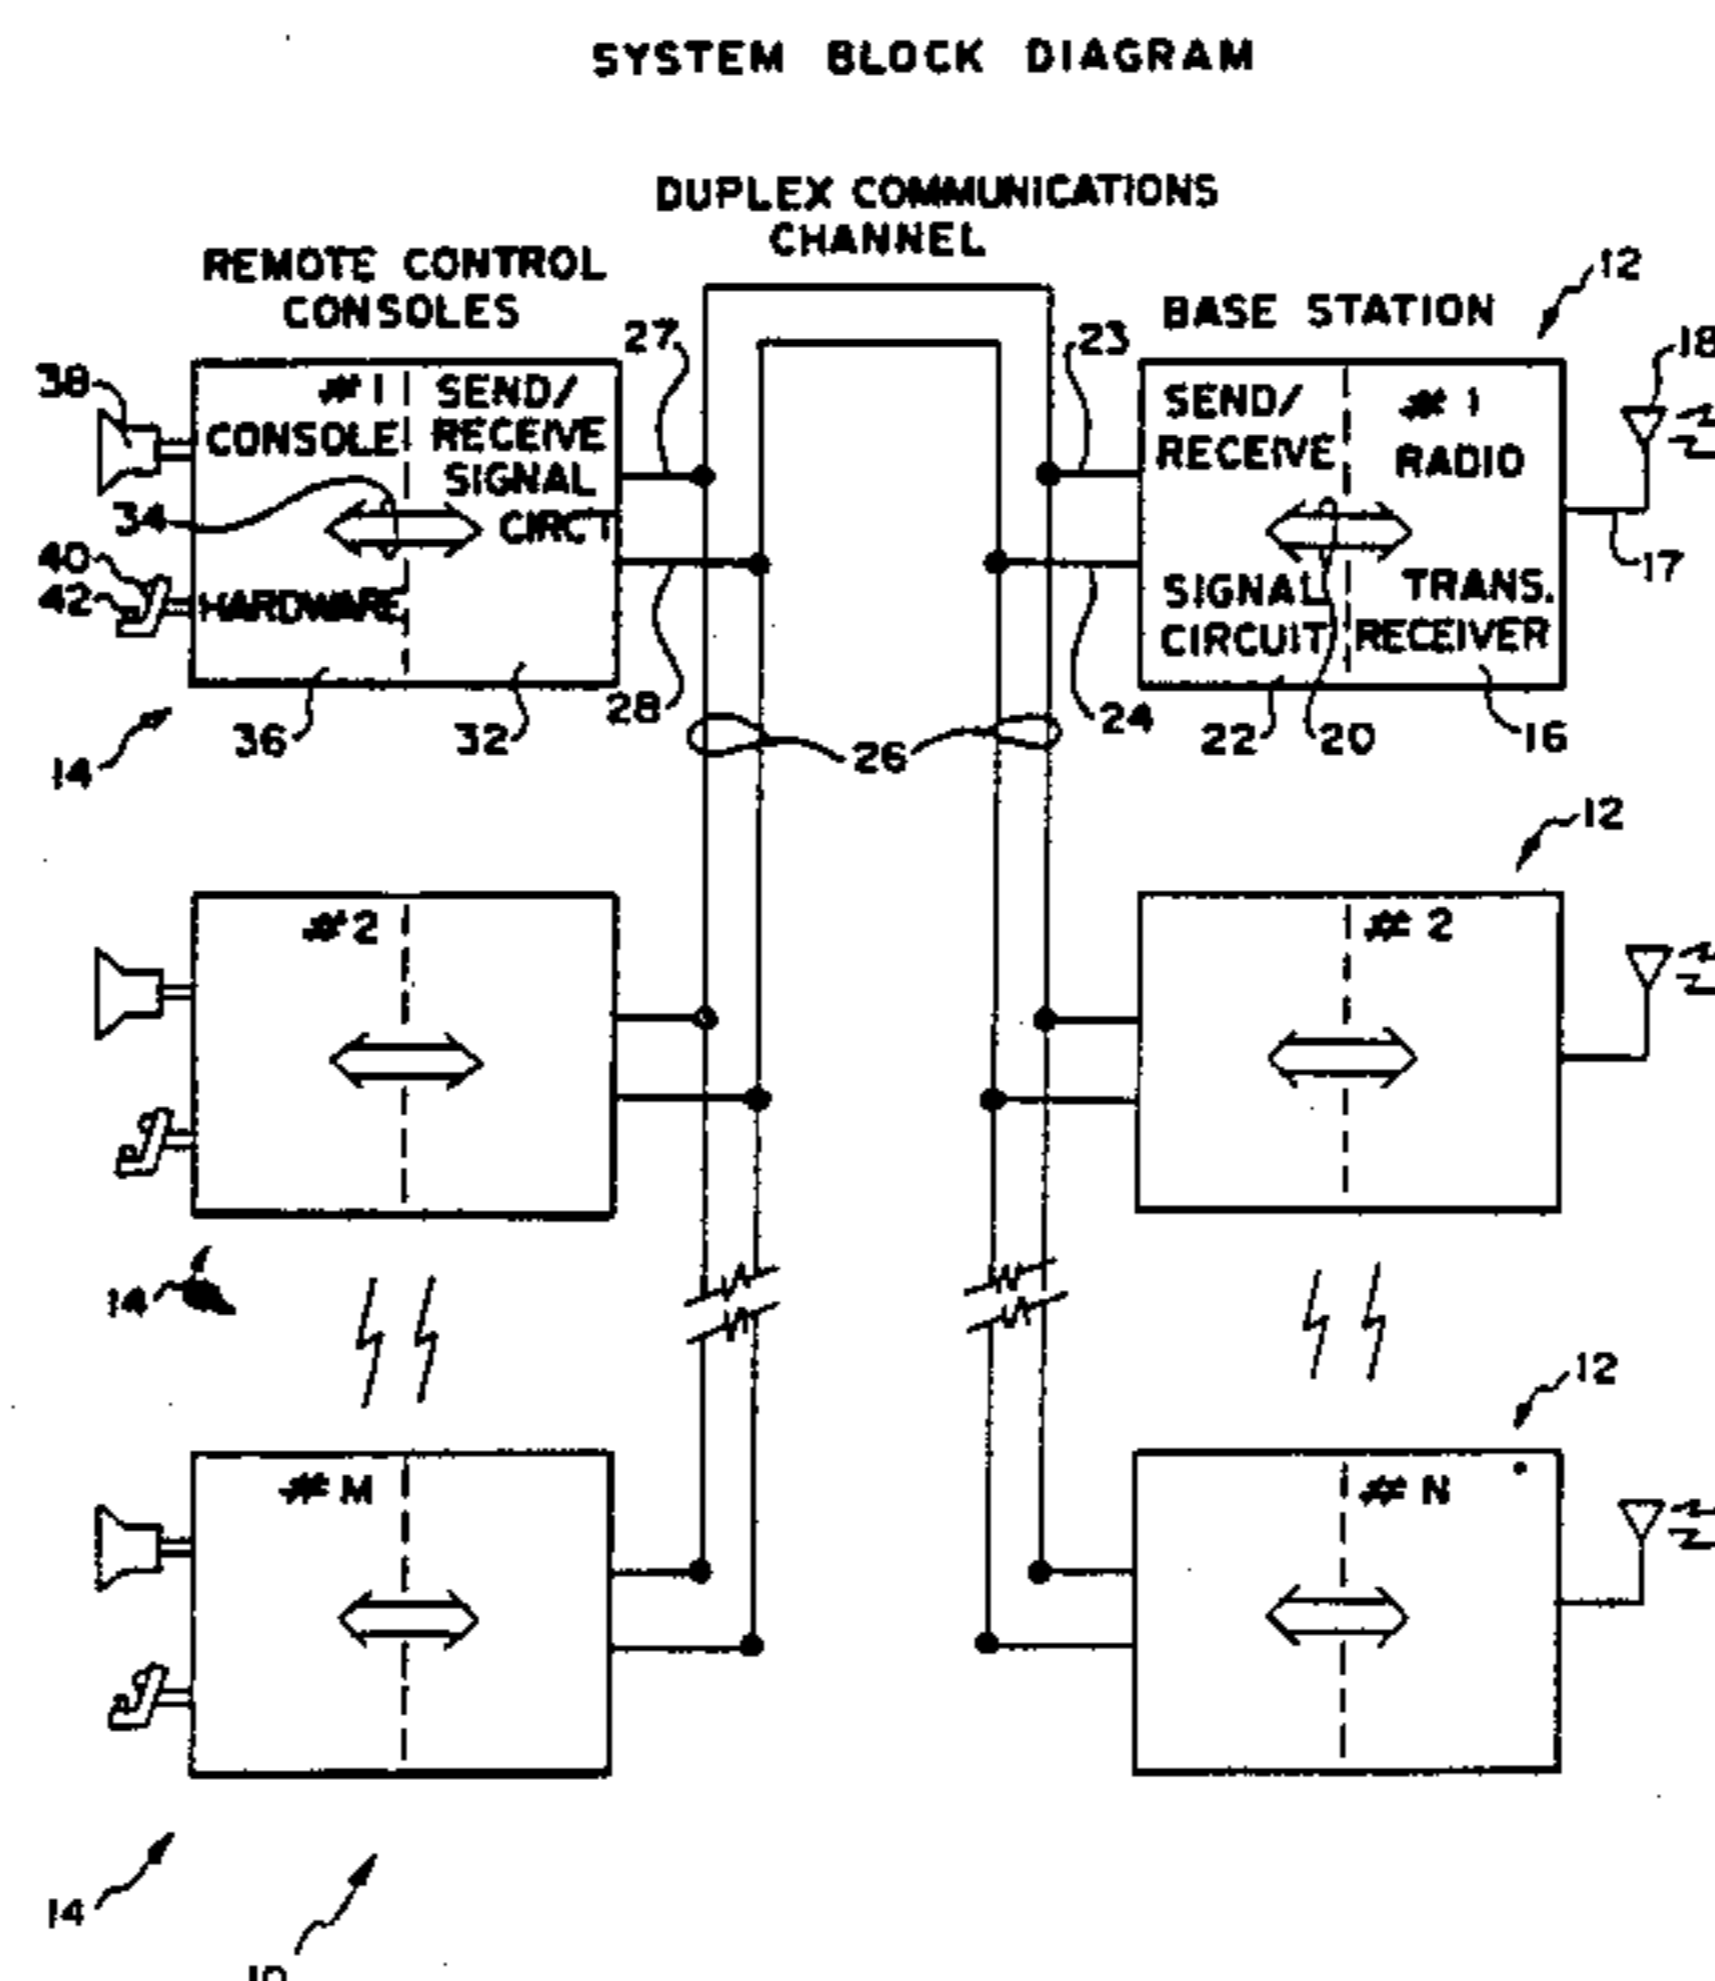 SYSTEM BLOCK DIAGRAM
DUPLEX COMMUNICATIONS
CHANNEL
REMOTE CONTROL
CONSOLES
BASE STATION
12
27
23
18
38
#1
CONSOLE
SEND/
RECEIVE
SIGNAL
CIRCT
HARDWARE
34
40
42
SEND/
RECEIVE
SIGNAL
CIRCUIT
# 1
RADIO
TRANS.
RECEIVER
17
14
36
32
28
26
24
22
20
16
12
#2
# 2
14
12
# M
# N
14
10